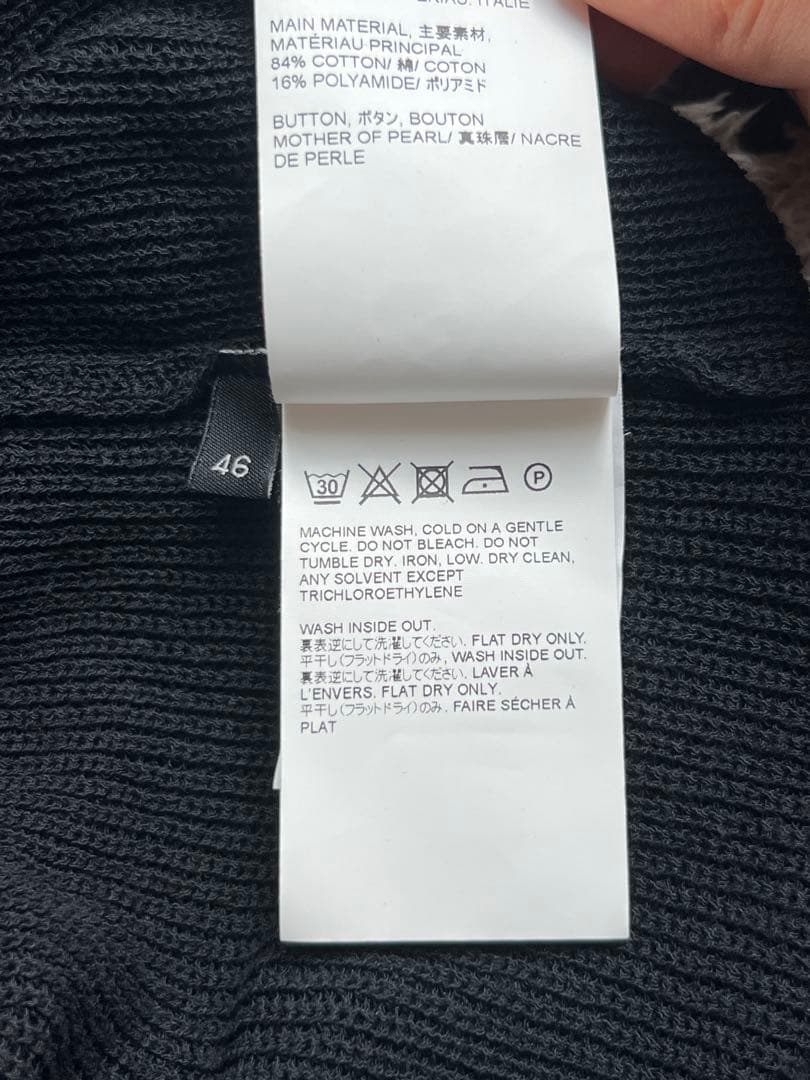 ITALIE
MAIN MATERIAL, 主要素材,
MATÉRIAU PRINCIPAL
84% COTTON/ 綿/ COTON
16% POLYAMIDE/ ポリアミド
BUTTON, ボタン, BOUTON
MOTHER OF PEARL/ 真珠層/ NACRE
DE PERLE
46
30
P
MACHINE WASH, COLD ON A GENTLE
CYCLE. DO NOT BLEACH. DO NOT
TUMBLE DRY. IRON, LOW. DRY CLEAN,
ANY SOLVENT EXCEPT
TRICHLOROETHYLENE
WASH INSIDE OUT.
裏表逆にして洗濯してください. FLAT DRY ONLY.
平干し(フラットドライ)のみ, WASH INSIDE OUT.
裏表逆にして洗濯してください. LAVER À
L'ENVERS. FLAT DRY ONLY.
平干し(フラットドライ)のみ. FAIRE SÉCHER À
PLAT